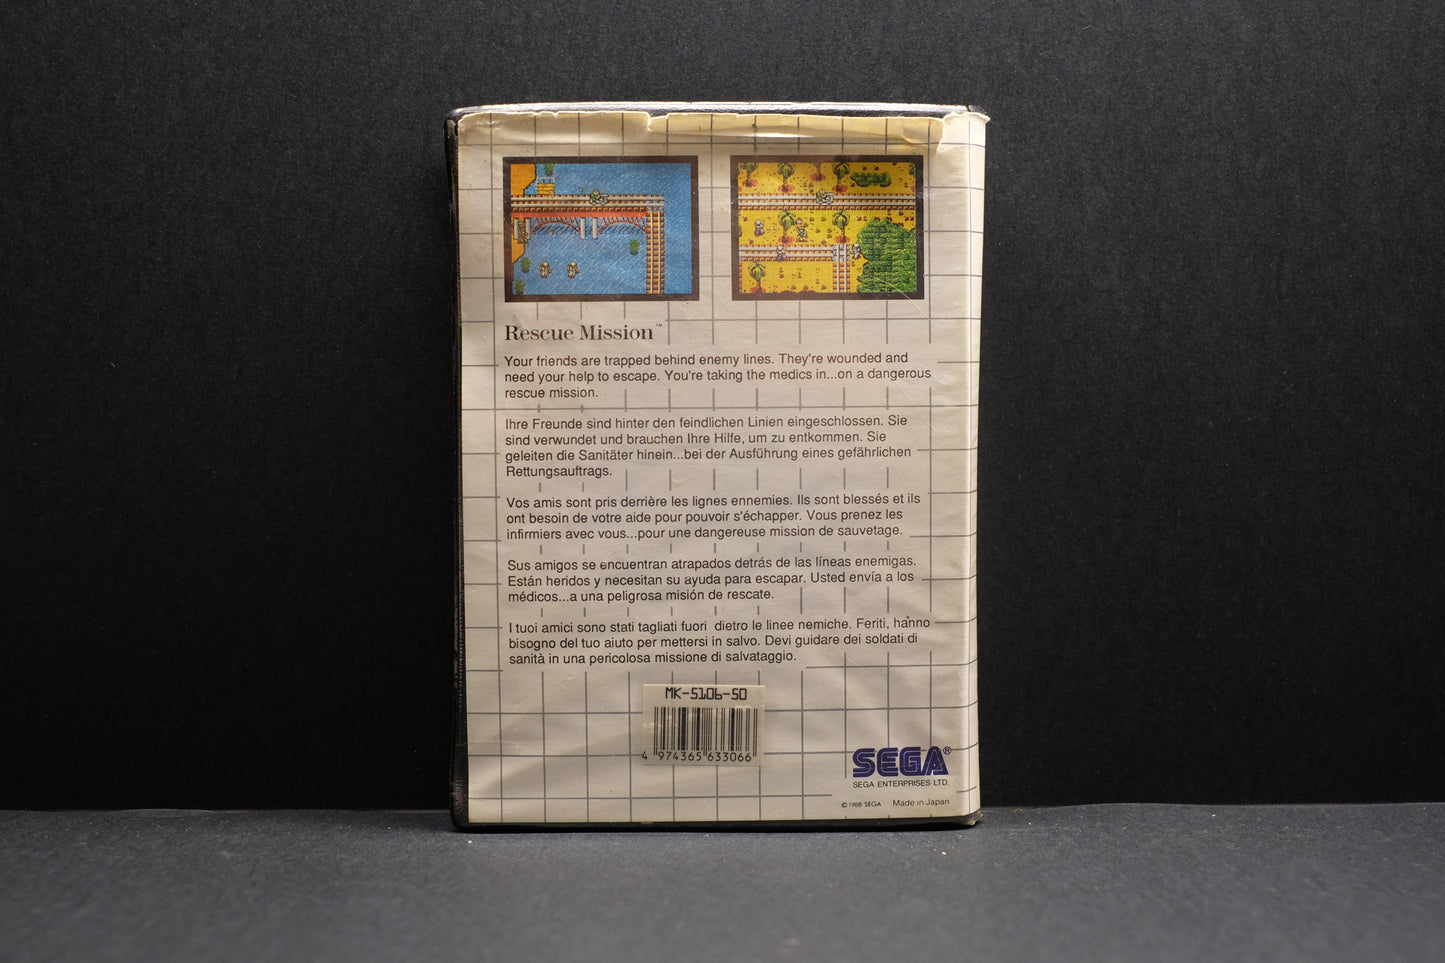 Rescue Mission™
Your friends are trapped behind enemy lines. They're wounded and
need your help to escape. You're taking the medics in...on a dangerous
rescue mission.
Ihre Freunde sind hinter den feindlichen Linien eingeschlossen. Sie
sind verwundet und brauchen Ihre Hilfe, um zu entkommen. Sie
geleiten die Sanitäter hinein...bei der Ausführung eines gefährlichen
Rettungsauftrags.
Vos amis sont pris derrière les lignes ennemies. Ils sont blessés et ils
ont besoin de votre aide pour pouvoir s'échapper. Vous prenez les
infirmiers avec vous...pour une dangereuse mission de sauvetage.
Sus amigos se encuentran atrapados detrás de las líneas enemigas.
Están heridos y necesitan su ayuda para escapar. Usted envía a los
médicos...a una peligrosa misión de rescate.
I tuoi amici sono stati tagliati fuori dietro le linee nemiche. Feriti, hanno
bisogno del tuo aiuto per mettersi in salvo. Devi guidare dei soldati di
sanità in una pericolosa missione di salvataggio.
MK-5106-50
4 974365 633066
SEGA®
SEGA ENTERPRISES LTD.
© 1988 SEGA Made in Japan